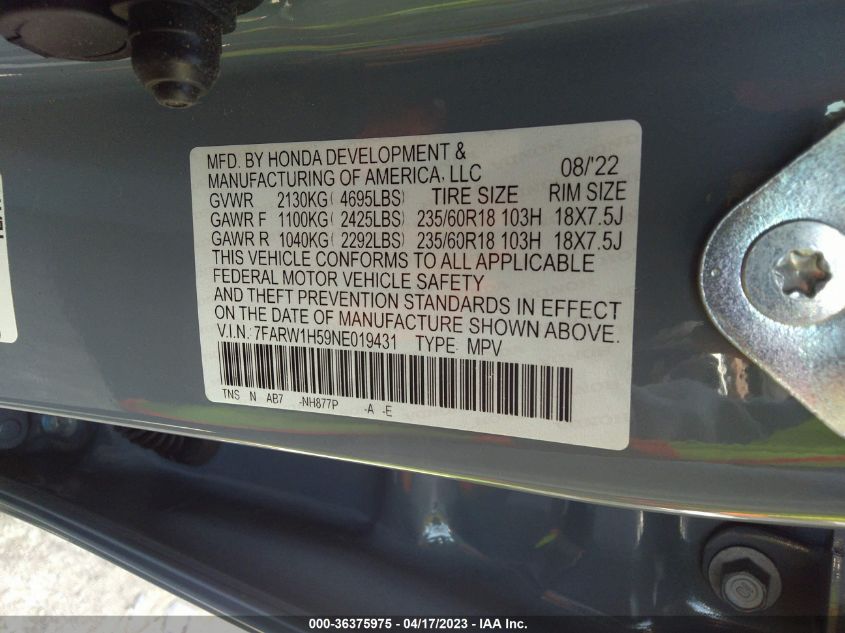 MFD. BY HONDA DEVELOPMENT & 
MANUFACTURING OF AMERICA, LLC 08/'22
GVWR 2130KG( 4695LBS) TIRE SIZE RIM SIZE
GAWR F 1100KG( 2425LBS) 235/60R18 103H 18X7.5J
GAWR R 1040KG( 2292LBS) 235/60R18 103H 18X7.5J
THIS VEHICLE CONFORMS TO ALL APPLICABLE
FEDERAL MOTOR VEHICLE SAFETY
AND THEFT PREVENTION STANDARDS IN EFFECT
ON THE DATE OF MANUFACTURE SHOWN ABOVE.
V.I.N. 7FARW1H59NE019431 TYPE: MPV
TNS N AB7 -NH877P -A -E
000-36375975 - 04/17/2023 - IAA Inc.